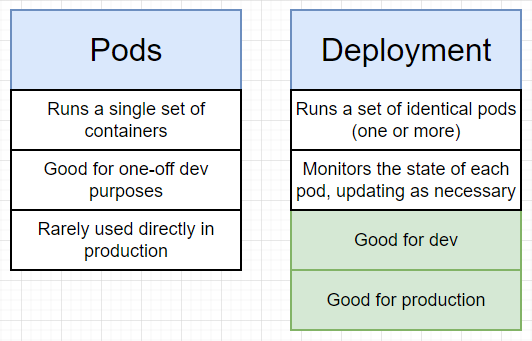 Pods
Runs a single set of
containers
Good for one-off dev
purposes
Rarely used directly in
production
Deployment
Runs a set of identical pods
(one or more)
Monitors the state of each
pod, updating as necessary
Good for dev
Good for production